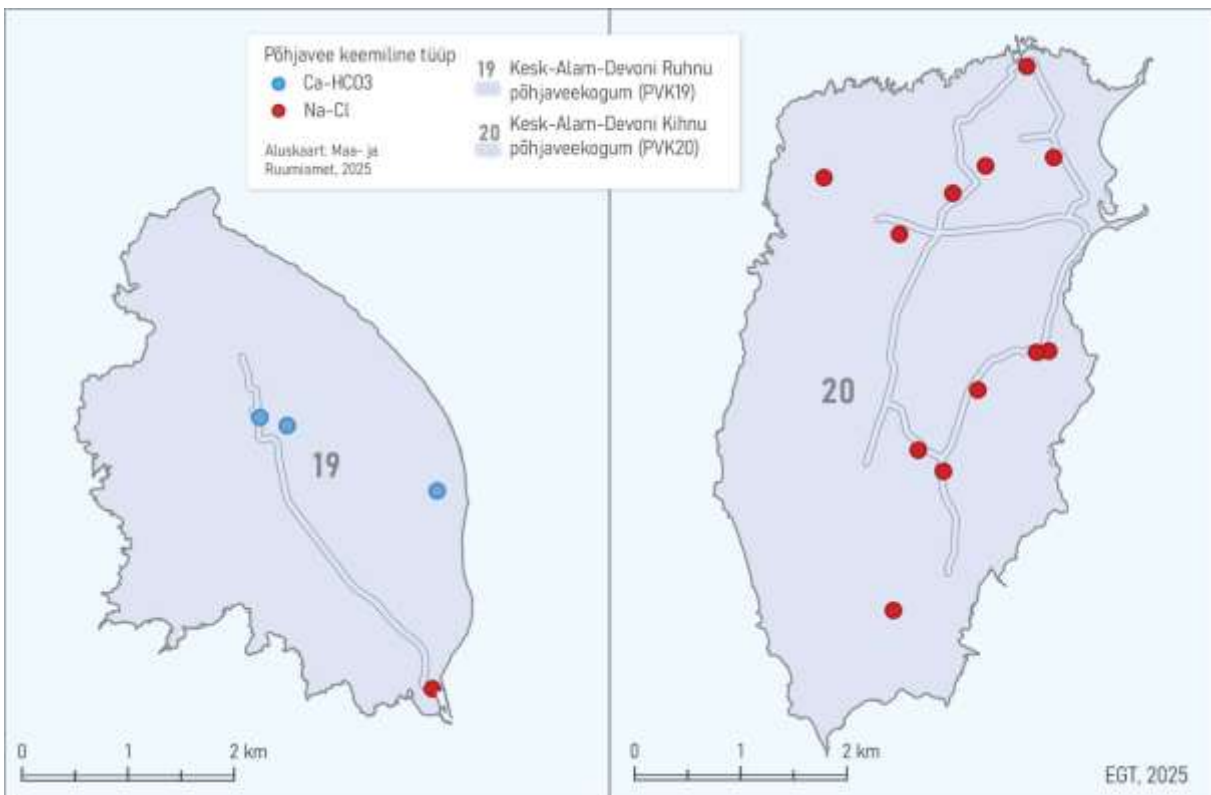 Põhjavee keemiline tüüp
Ca-HCO3
Na-Cl
Aluskaart: Maa- ja
Ruumiamet, 2025
19 Kesk-Alam-Devoni Ruhnu
põhjaveekogum (PVK19)
20 Kesk-Alam-Devoni Kihnu
põhjaveekogum (PVK20)
19
20
0 1 2 km
0 1 2 km
EGT, 2025